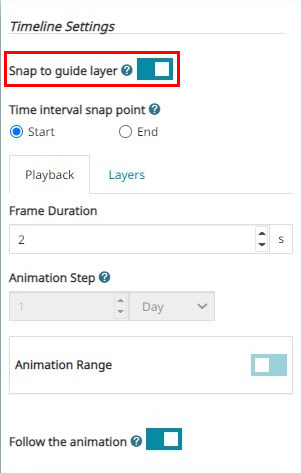 Timeline Settings
Snap to guide layer ?
Time interval snap point ?
Start End
Playback Layers
Frame Duration
2 s
Animation Step ?
1 Day
Animation Range
Follow the animation ?